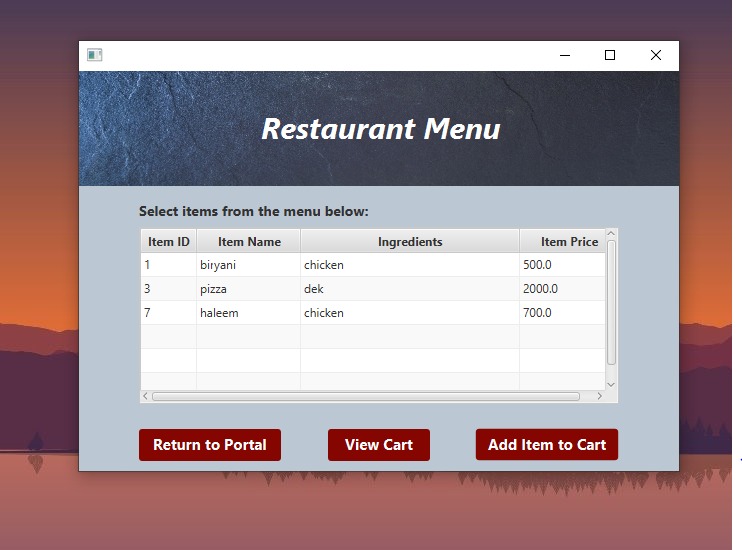 Restaurant Menu
Select items from the menu below:
Item ID Item Name Ingredients Item Price
1 biryani chicken 500.0
3 pizza dek 2000.0
7 haleem chicken 700.0
Return to Portal View Cart Add Item to Cart